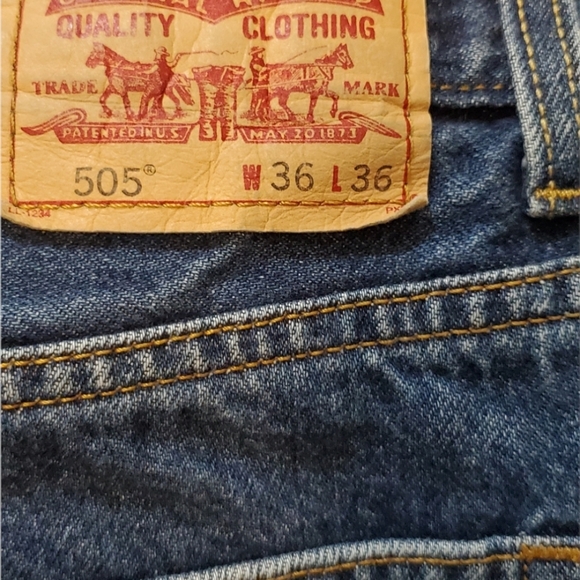 QUALITY CLOTHING
TRADE MARK
PATENTED IN U.S. MAY 20 1873
505® W 36 L 36